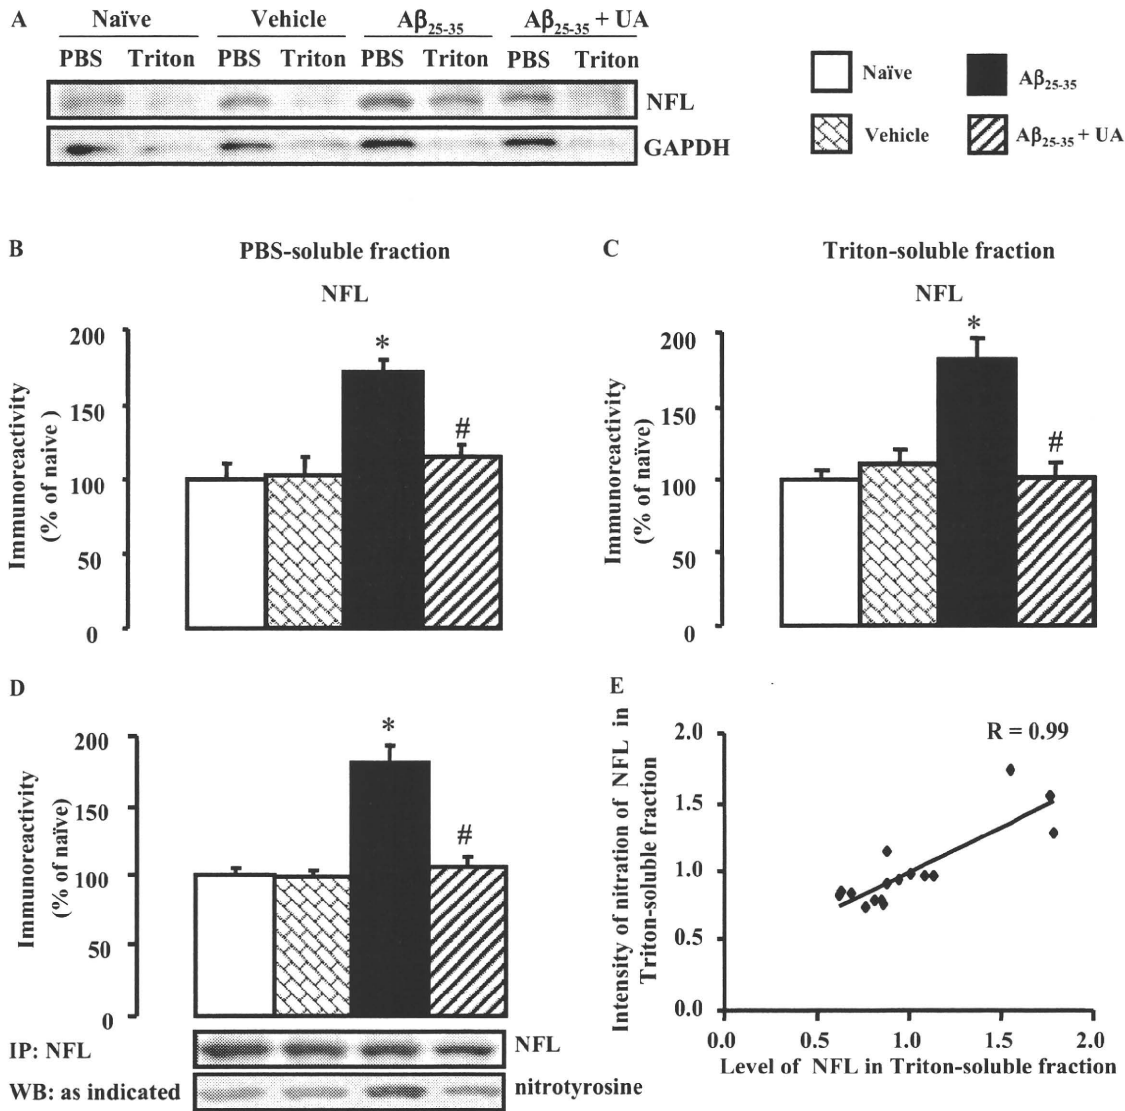 A
Naïve Vehicle Aβ25-35 Aβ25-35 + UA
PBS Triton PBS Triton PBS Triton PBS Triton
NFL
GAPDH
Naïve
Aβ25-35
Vehicle
Aβ25-35 + UA
B
PBS-soluble fraction
NFL
Immunoreactivity
(% of naive )
200
150
100
50
0
*
#
C
Triton-soluble fraction
NFL
Immunoreactivity
(% of naïve)
200
150
100
50
0
*
#
D
Immunoreactivity
(% of naïve)
200
150
100
50
0
*
#
IP: NFL
NFL
WB: as indicated
nitrotyrosine
E
Intensity of nitration of NFL in
Triton-soluble fraction
R = 0.99
2.0
1.5
1.0
0.5
0.0
0.0 0.5 1.0 1.5 2.0
Level of NFL in Triton-soluble fraction